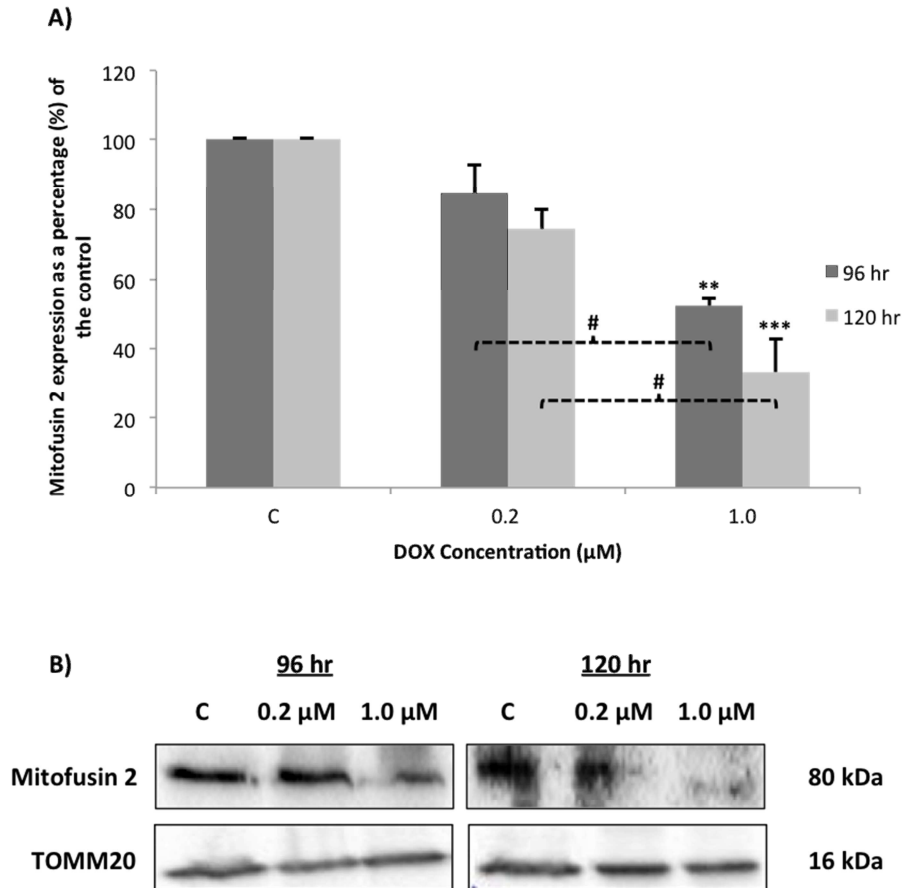 A)
Mitofusin 2 expression as a percentage (%) of
the control
120
100
80
60
40
20
0
**
***
#
#
96 hr
120 hr
C 0.2 1.0
DOX Concentration (µM)
B)
96 hr 120 hr
C 0.2 µM 1.0 µM C 0.2 µM 1.0 µM
Mitofusin 2 80 kDa
TOMM20 16 kDa